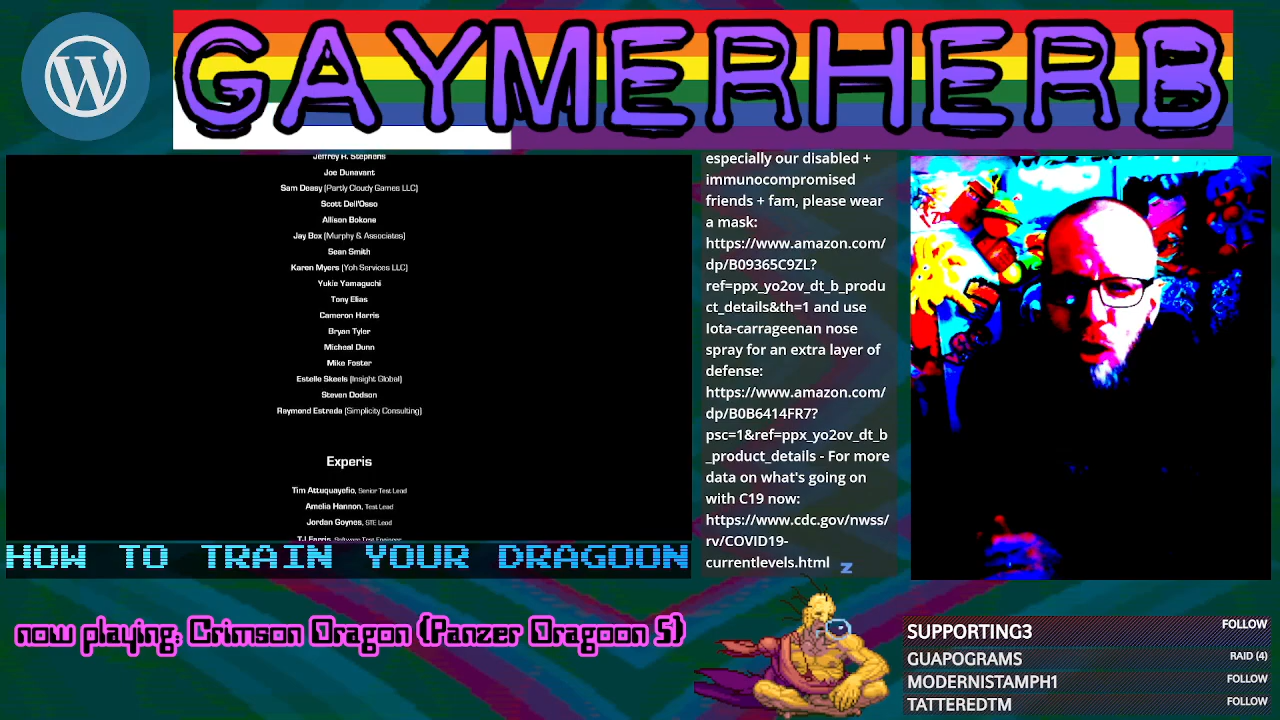 GAYMERHERB
Jeffrey R. Stephens
Joe Dunavant
Sam Deasy (Partly Cloudy Games LLC)
Scott Dell'Osso
Allison Bokone
Jay Box (Murphy & Associates)
Sean Smith
Karen Myers (Yoh Services LLC)
Yukie Yamaguchi
Tony Elias
Cameron Harris
Bryan Tyler
Micheal Dunn
Mike Foster
Estelle Skeels (Insight Global)
Steven Dodson
Raymond Estrada (Simplicity Consulting)
Experis
Tim Attuquayefio, Senior Test Lead
Amelia Hannon, Test Lead
Jordan Goynes, STE Lead
TJ Farris, Software Test Engineer
HOW TO TRAIN YOUR DRAGOON
now playing: Crimson Dragon (Panzer Dragoon 5)
especially our disabled +
immunocompromised
friends + fam, please wear
a mask:
https://www.amazon.com/
dp/B09365C9ZL?
ref=ppx_yo2ov_dt_b_produ
ct_details&th=1 and use
Iota-carrageenan nose
spray for an extra layer of
defense:
https://www.amazon.com/
dp/B0B6414FR7?
psc=1&ref=ppx_yo2ov_dt_b
_product_details - For more
data on what's going on
with C19 now:
https://www.cdc.gov/nwss/
rv/COVID19-
currentlevels.html
z
SUPPORTING3 FOLLOW
GUAPOGRAMS RAID (4)
MODERNISTAMPH1 FOLLOW
TATTEREDTM FOLLOW